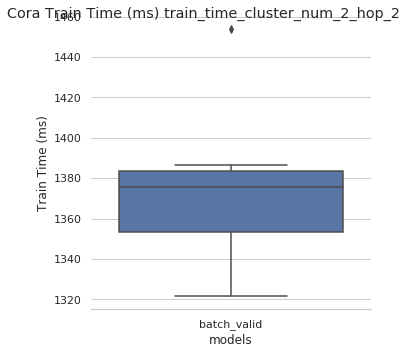 Cora Train Time (ms) train_time_cluster_num_2_hop_2
1460
1440
1420
1400
1380
1360
1340
1320
Train Time (ms)
batch_valid
models